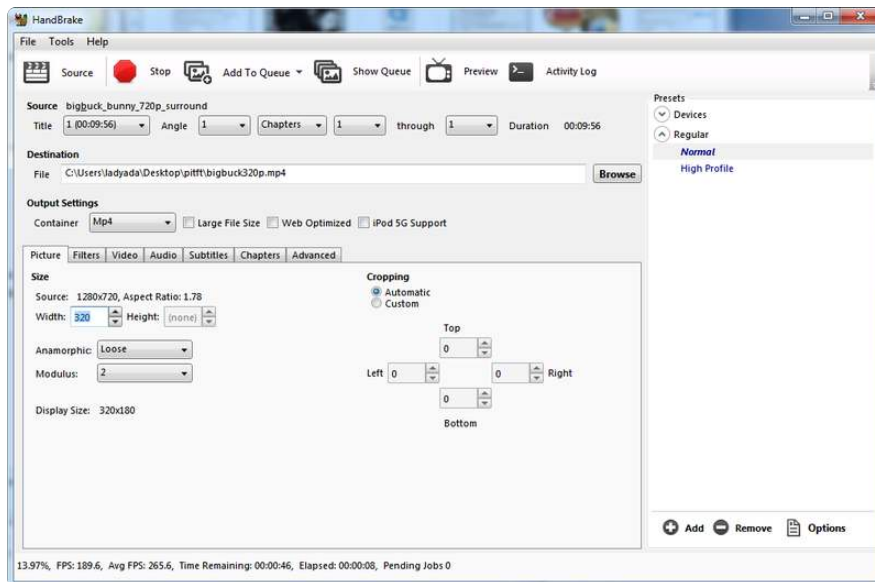 HandBrake
File Tools Help
Source Stop Add To Queue Show Queue Preview Activity Log
Source bigbuck_bunny_720p_surround
Title 1 (00:09:56) Angle 1 Chapters 1 through 1 Duration 00:09:56
Destination
File C:\Users\ladyada\Desktop\pitft\bigbuck320p.mp4 Browse
Output Settings
Container Mp4 Large File Size Web Optimized iPod 5G Support
Picture Filters Video Audio Subtitles Chapters Advanced
Size
Source: 1280x720, Aspect Ratio: 1.78
Width: 320 Height: (none)
Anamorphic: Loose
Modulus: 2
Display Size: 320x180
Cropping
Automatic
Custom
Top
0
Left 0 0 Right
0
Bottom
Presets
Devices
Regular
Normal
High Profile
Add Remove Options
13.97%, FPS: 189.6, Avg FPS: 265.6, Time Remaining: 00:00:46, Elapsed: 00:00:08, Pending Jobs 0